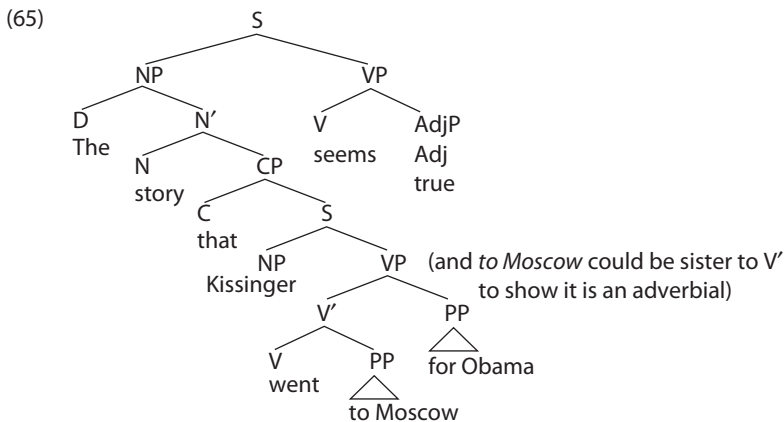 (65) S
NP VP
D N′ V AdjP
The seems Adj
N CP true
story
C S
that
NP VP (and to Moscow could be sister to V′
Kissinger to show it is an adverbial)
V′ PP
for Obama
V PP
went
to Moscow